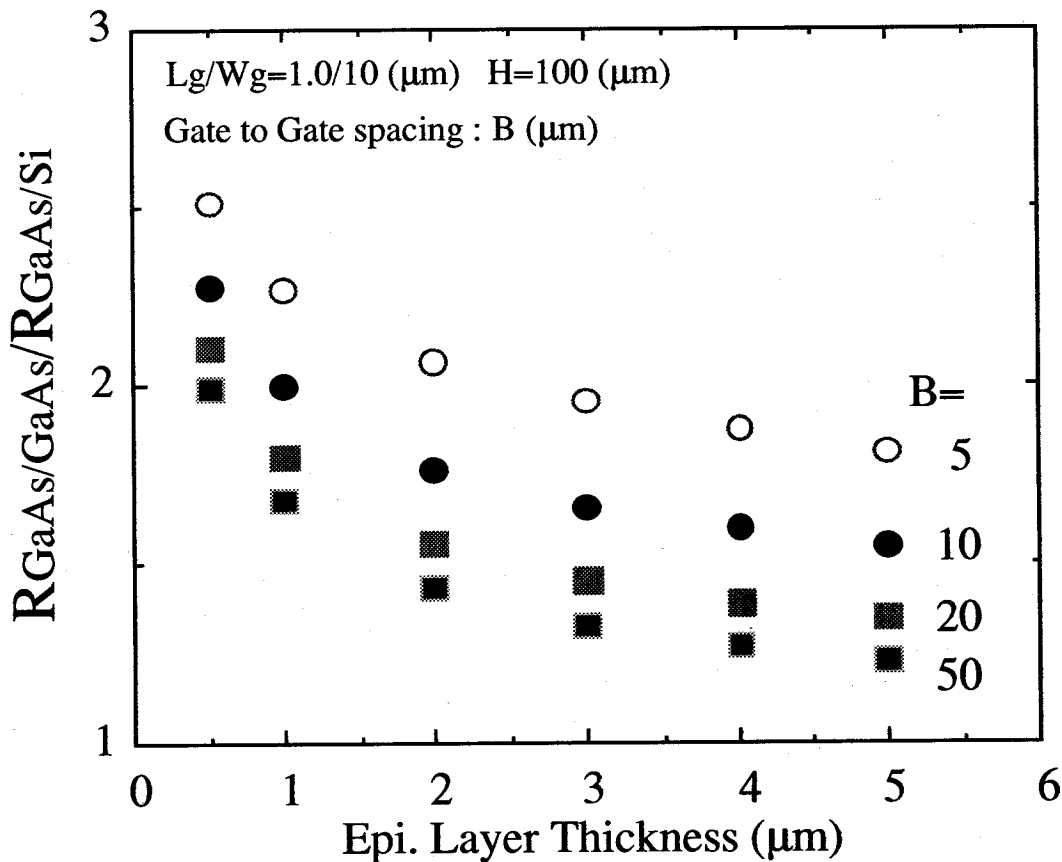 3
Lg/Wg=1.0/10 (μm) H=100 (μm)
Gate to Gate spacing : B (μm)
RGaAs/GaAs/RGaAs/Si
2
B=
5
10
20
50
1
0 1 2 3 4 5 6
Epi. Layer Thickness (μm)